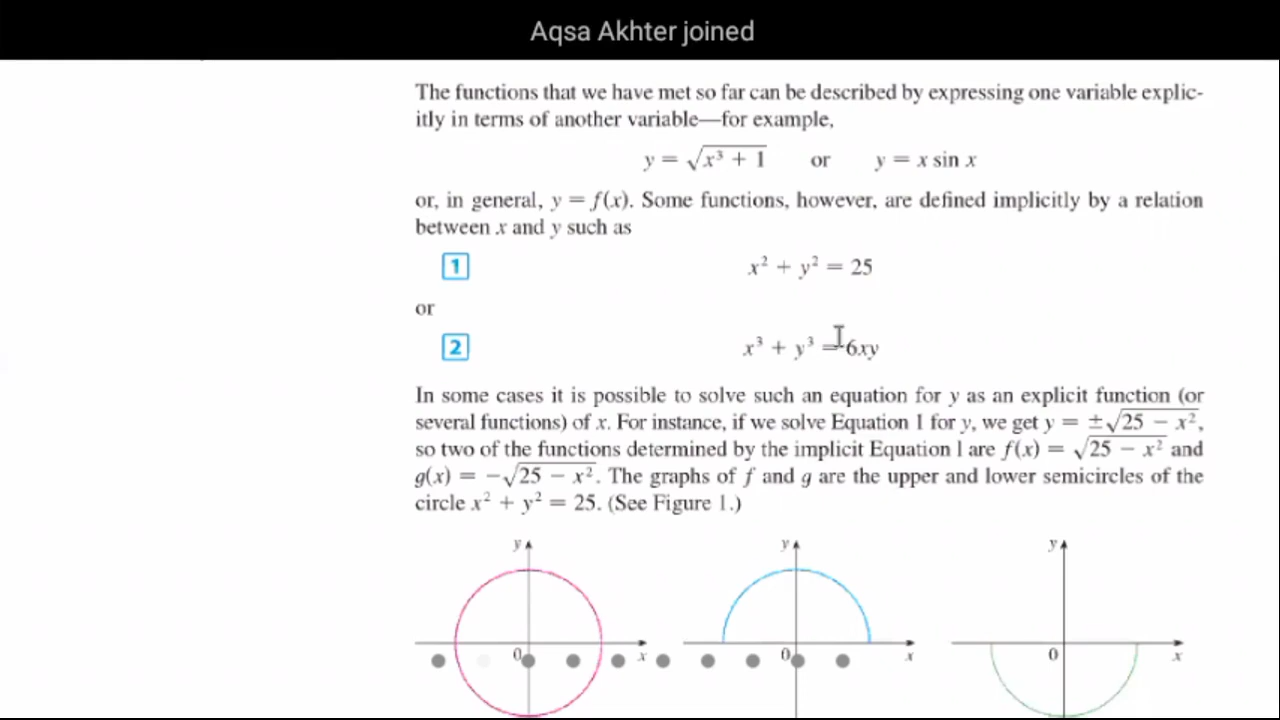 Aqsa Akhter joined
The functions that we have met so far can be described by expressing one variable explic-
itly in terms of another variable—for example,
y = √(x³ + 1) or y = x sin x
or, in general, y = f(x). Some functions, however, are defined implicitly by a relation
between x and y such as
1 x² + y² = 25
or
2 x³ + y³ = 6xy
In some cases it is possible to solve such an equation for y as an explicit function (or
several functions) of x. For instance, if we solve Equation 1 for y, we get y = ±√(25 − x²),
so two of the functions determined by the implicit Equation 1 are f(x) = √(25 − x²) and
g(x) = −√(25 − x²). The graphs of f and g are the upper and lower semicircles of the
circle x² + y² = 25. (See Figure 1.)
y y y
0 x 0 x 0 x